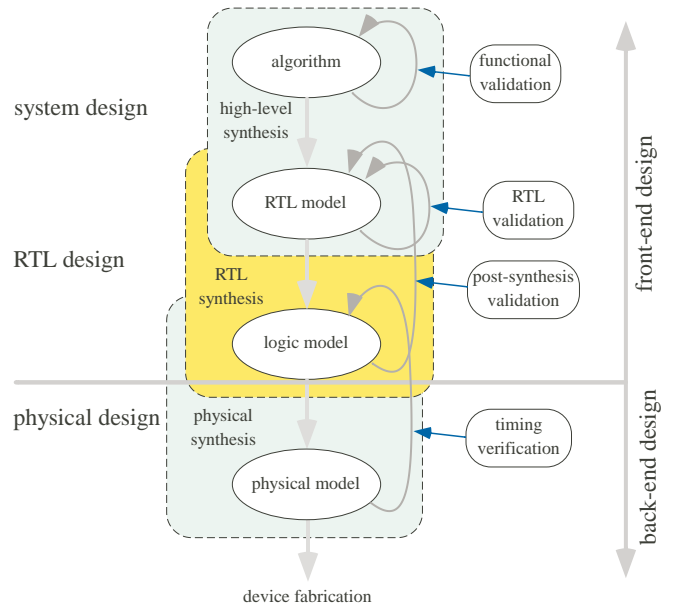 algorithm
functional
validation
system design
high-level
synthesis
RTL model
RTL
validation
front-end design
RTL design
RTL
synthesis
post-synthesis
validation
logic model
physical design
physical
synthesis
timing
verification
physical model
back-end design
device fabrication